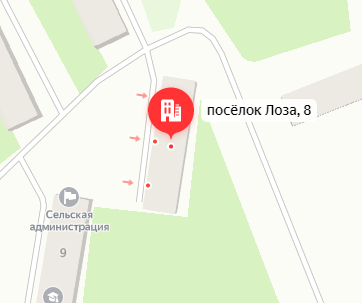 посёлок Лоза, 8
Сельская
администрация
9